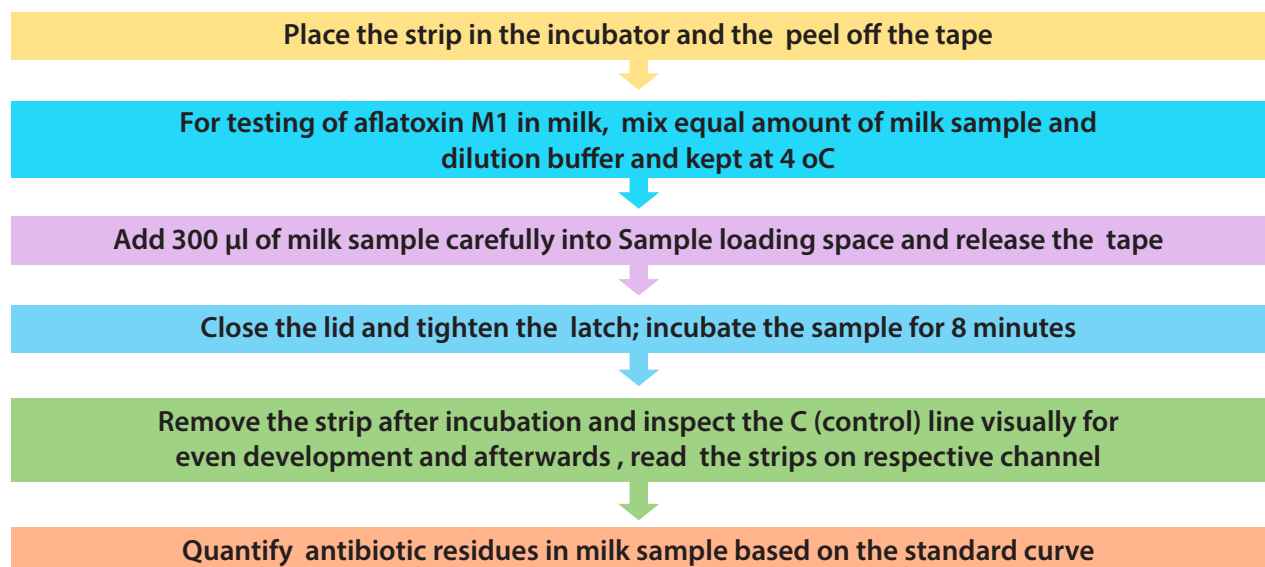 Place the strip in the incubator and the peel off the tape
For testing of aflatoxin M1 in milk, mix equal amount of milk sample and
dilution buffer and kept at 4 oC
Add 300 µl of milk sample carefully into Sample loading space and release the tape
Close the lid and tighten the latch; incubate the sample for 8 minutes
Remove the strip after incubation and inspect the C (control) line visually for
even development and afterwards , read the strips on respective channel
Quantify antibiotic residues in milk sample based on the standard curve